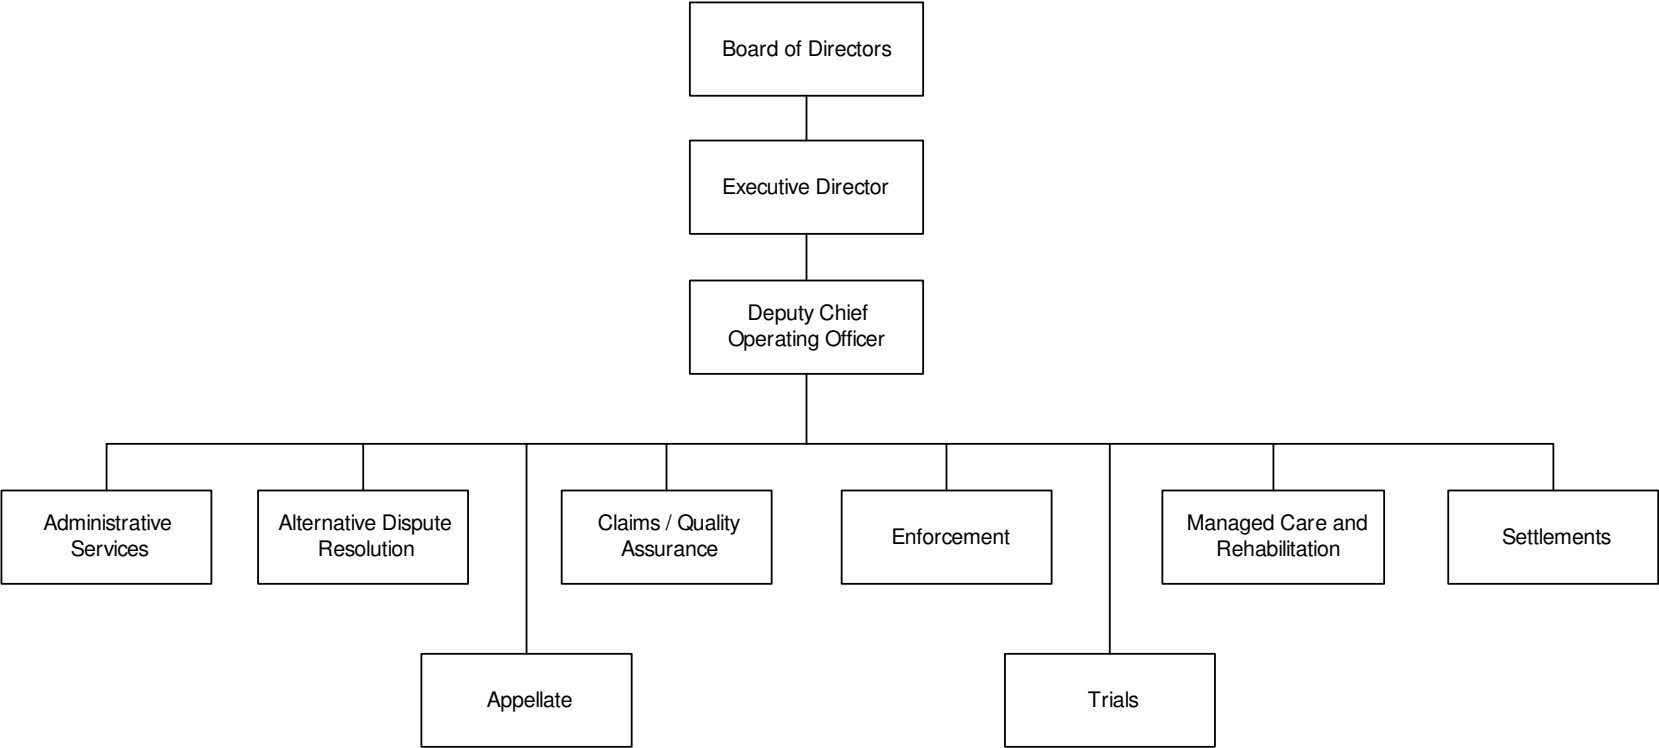 Board of Directors
Executive Director
Deputy Chief
Operating Officer
Administrative
Services
Alternative Dispute
Resolution
Claims / Quality
Assurance
Enforcement
Managed Care and
Rehabilitation
Settlements
Appellate
Trials